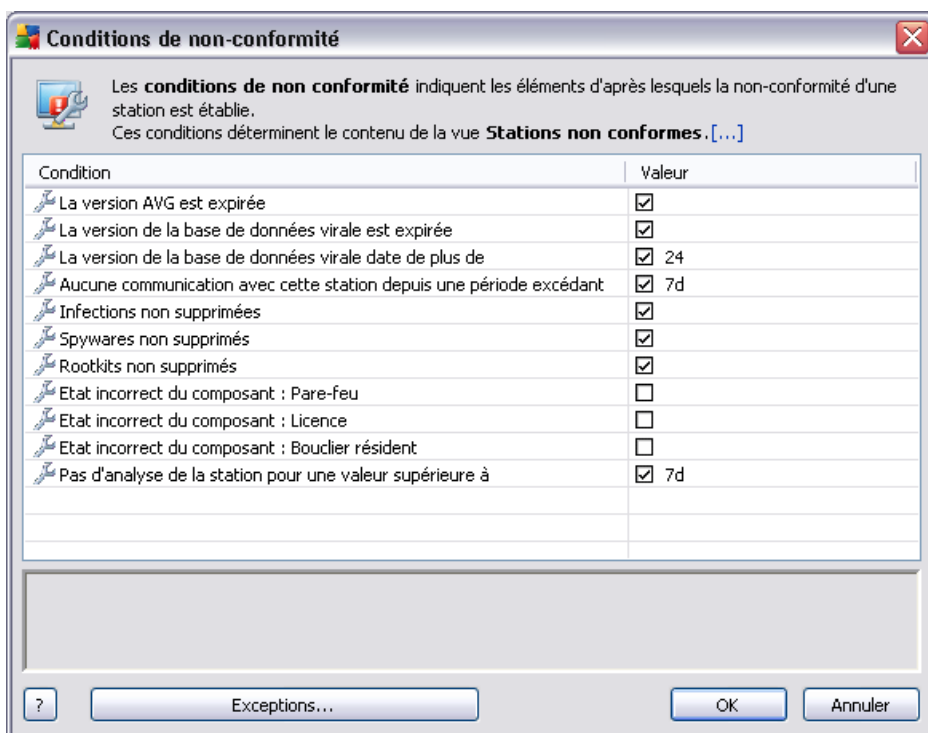 Conditions de non-conformité
Les conditions de non conformité indiquent les éléments d'après lesquels la non-conformité d'une
station est établie.
Ces conditions déterminent le contenu de la vue Stations non conformes.[...]
Condition Valeur
La version AVG est expirée
La version de la base de données virale est expirée
La version de la base de données virale date de plus de 24
Aucune communication avec cette station depuis une période excédant 7d
Infections non supprimées
Spywares non supprimés
Rootkits non supprimés
Etat incorrect du composant : Pare-feu
Etat incorrect du composant : Licence
Etat incorrect du composant : Bouclier résident
Pas d'analyse de la station pour une valeur supérieure à 7d
? Exceptions... OK Annuler